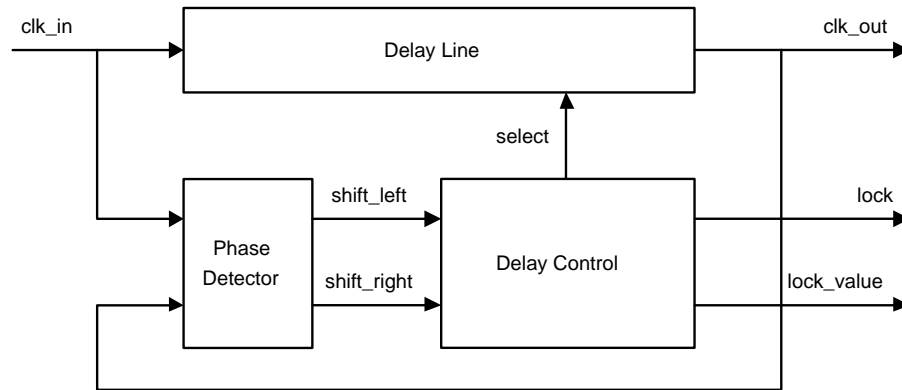 clk_in
Delay Line
clk_out
select
shift_left
lock
Phase
Detector
Delay Control
shift_right
lock_value